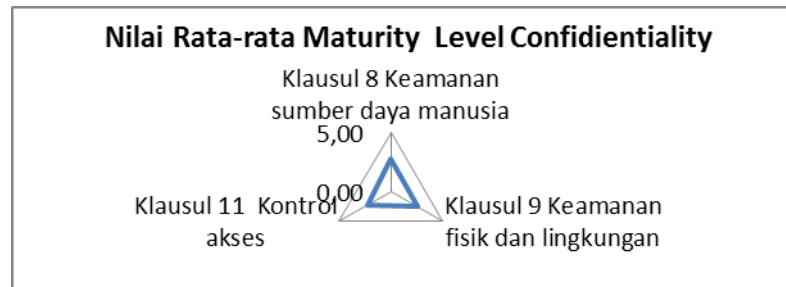 Nilai Rata-rata Maturity Level Confidientiality
Klausul 8 Keamanan
sumber daya manusia
5,00
0,00
Klausul 11 Kontrol
akses
Klausul 9 Keamanan
fisik dan lingkungan